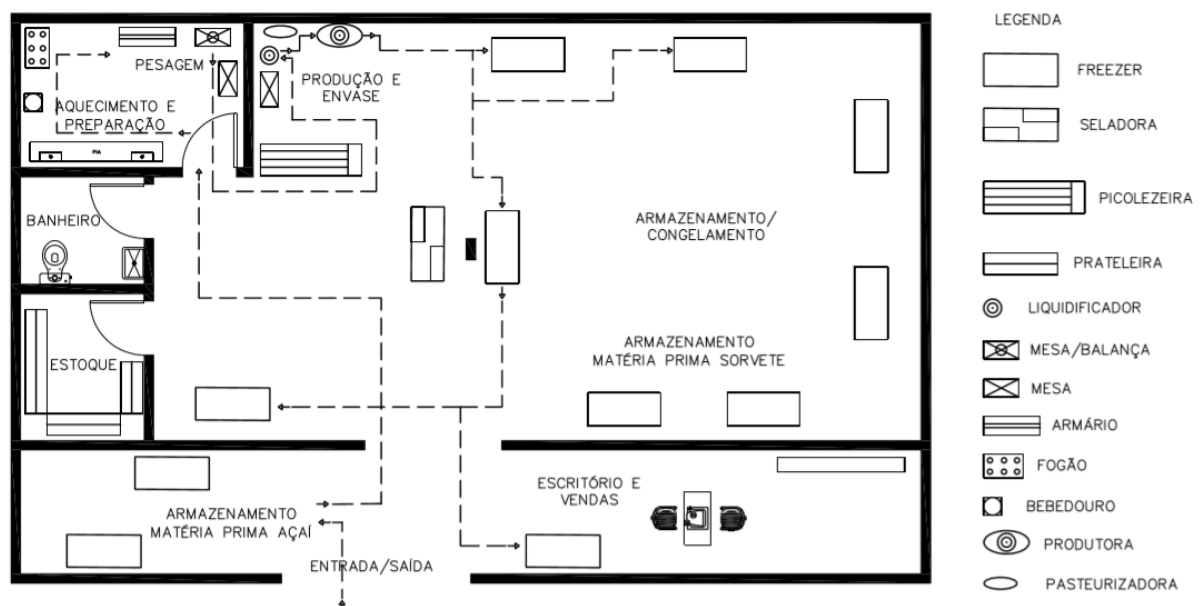 PESAGEM
AQUECIMENTO E
PREPARAÇÃO
PIA
PRODUÇÃO E
ENVASE
BANHEIRO
ESTOQUE
ARMAZENAMENTO/
CONGELAMENTO
ARMAZENAMENTO
MATÉRIA PRIMA SORVETE
ARMAZENAMENTO
MATÉRIA PRIMA AÇAÍ
ENTRADA/SAÍDA
ESCRITÓRIO E
VENDAS
LEGENDA
FREEZER
SELADORA
PICOLEZEIRA
PRATELEIRA
LIQUIDIFICADOR
MESA/BALANÇA
MESA
ARMÁRIO
FOGÃO
BEBEDOURO
PRODUTORA
PASTEURIZADORA